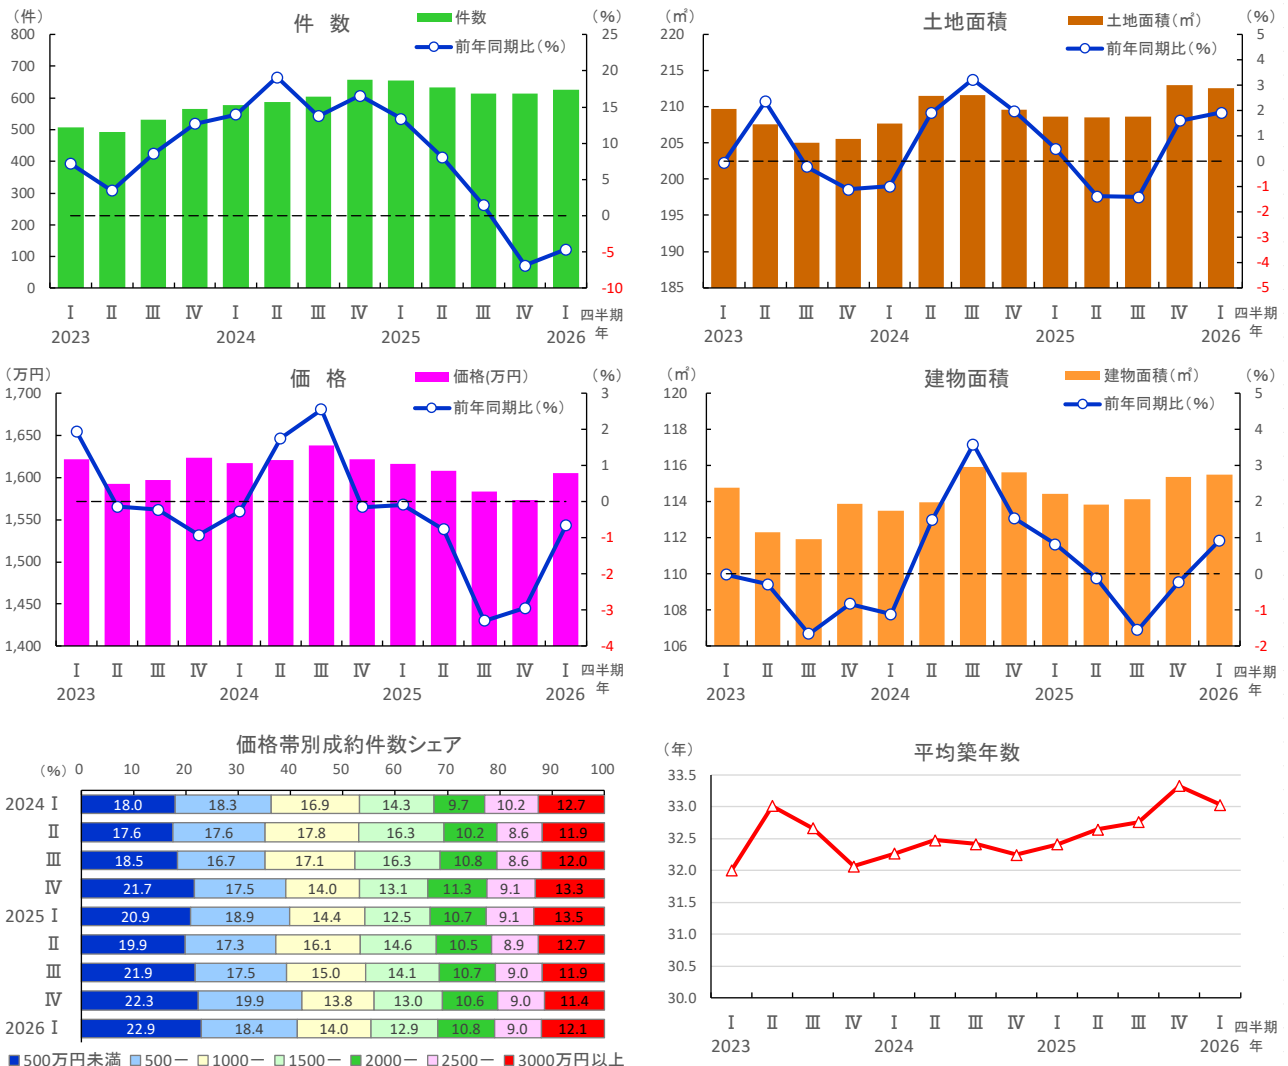 (件)
件 数
(%)
件数
前年同期比(%)
800
700
600
500
400
300
200
100
0
25
20
15
10
5
0
-5
-10
Ⅰ Ⅱ Ⅲ Ⅳ Ⅰ Ⅱ Ⅲ Ⅳ Ⅰ Ⅱ Ⅲ Ⅳ Ⅰ 四半期
2023 2024 2025 2026 年
(㎡)
土地面積
(%)
土地面積(㎡)
前年同期比(%)
220
215
210
205
200
195
190
185
5
4
3
2
1
0
-1
-2
-3
-4
-5
Ⅰ Ⅱ Ⅲ Ⅳ Ⅰ Ⅱ Ⅲ Ⅳ Ⅰ Ⅱ Ⅲ Ⅳ Ⅰ 四半期
2023 2024 2025 2026 年
(万円)
価 格
(%)
価格(万円)
前年同期比(%)
1,700
1,650
1,600
1,550
1,500
1,450
1,400
3
2
1
0
-1
-2
-3
-4
Ⅰ Ⅱ Ⅲ Ⅳ Ⅰ Ⅱ Ⅲ Ⅳ Ⅰ Ⅱ Ⅲ Ⅳ Ⅰ 四半期
2023 2024 2025 2026 年
(㎡)
建物面積
(%)
建物面積(㎡)
前年同期比(%)
120
118
116
114
112
110
108
106
5
4
3
2
1
0
-1
-2
Ⅰ Ⅱ Ⅲ Ⅳ Ⅰ Ⅱ Ⅲ Ⅳ Ⅰ Ⅱ Ⅲ Ⅳ Ⅰ 四半期
2023 2024 2025 2026 年
価格帯別成約件数シェア
(%) 0 10 20 30 40 50 60 70 80 90 100
2024 Ⅰ 18.0 18.3 16.9 14.3 9.7 10.2 12.7
Ⅱ 17.6 17.6 17.8 16.3 10.2 8.6 11.9
Ⅲ 18.5 16.7 17.1 16.3 10.8 8.6 12.0
Ⅳ 21.7 17.5 14.0 13.1 11.3 9.1 13.3
2025 Ⅰ 20.9 18.9 14.4 12.5 10.7 9.1 13.5
Ⅱ 19.9 17.3 16.1 14.6 10.5 8.9 12.7
Ⅲ 21.9 17.5 15.0 14.1 10.7 9.0 11.9
Ⅳ 22.3 19.9 13.8 13.0 10.6 9.0 11.4
2026 Ⅰ 22.9 18.4 14.0 12.9 10.8 9.0 12.1
500万円未満 500ー 1000ー 1500ー 2000ー 2500ー 3000万円以上
(年)
平均築年数
33.5
33.0
32.5
32.0
31.5
31.0
30.5
30.0
Ⅰ Ⅱ Ⅲ Ⅳ Ⅰ Ⅱ Ⅲ Ⅳ Ⅰ Ⅱ Ⅲ Ⅳ Ⅰ 四半期
2023 2024 2025 2026 年